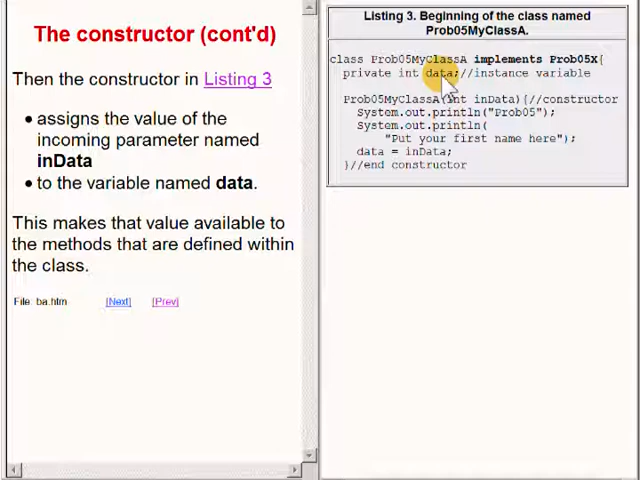 The constructor (cont'd)
Then the constructor in Listing 3
● assigns the value of the
incoming parameter named
inData
● to the variable named data.
This makes that value available to
the methods that are defined within
the class.
File: ba.htm [Next] [Prev]
Listing 3. Beginning of the class named
Prob05MyClassA.
class Prob05MyClassA implements Prob05X{
private int data;//instance variable
Prob05MyClassA(int inData){//constructor
System.out.println("Prob05");
System.out.println(
"Put your first name here");
data = inData;
}//end constructor